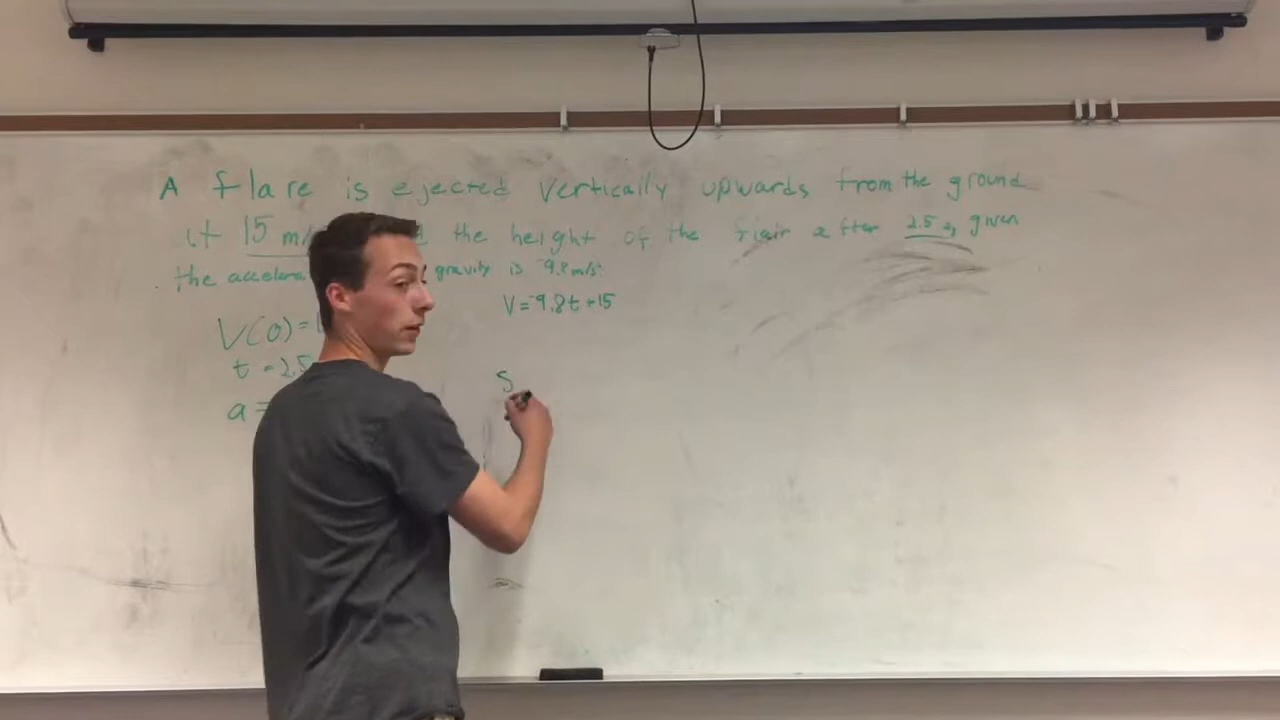 A flare is ejected vertically upwards from the ground
15 m/ the height of the flair after 2.5 s, given
the accelera gravity is -9.8 m/s²
V=-9.8t+15
V(0)=
t=2.5
a=
S